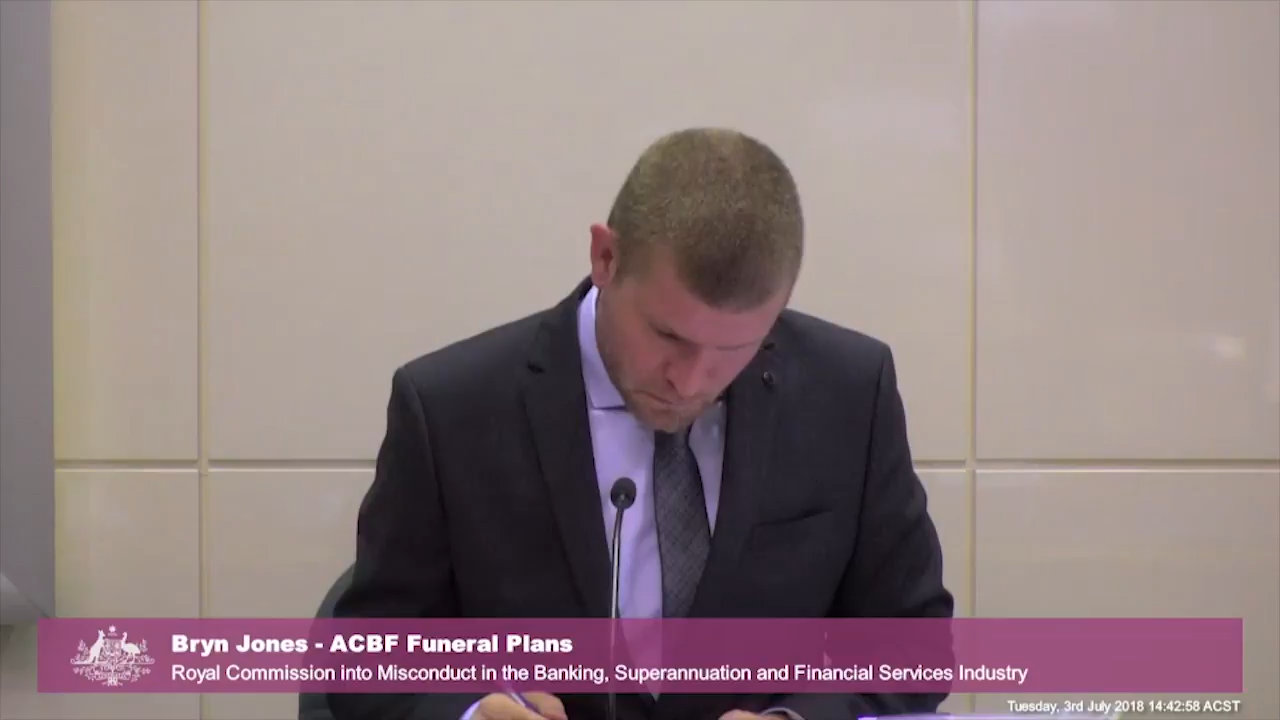 Bryn Jones - ACBF Funeral Plans
Royal Commission into Misconduct in the Banking, Superannuation and Financial Services Industry
Tuesday, 3rd July 2018 14:42:58 ACST